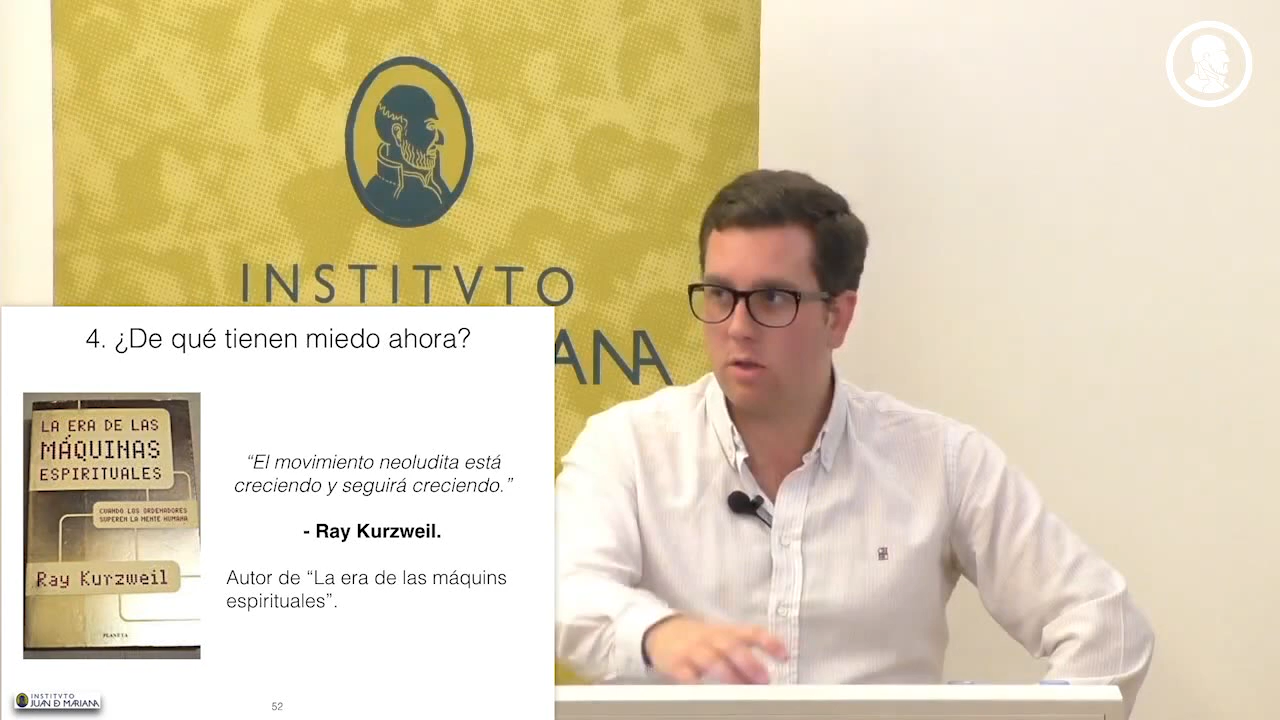 INSTITVTO
ANA
4. ¿De qué tienen miedo ahora?
LA ERA DE LAS
MÁQUINAS
ESPIRITUALES
CUANDO LOS ORDENADORES
SUPEREN LA MENTE HUMANA
Ray Kurzweil
PLANETA
“El movimiento neoludita está
creciendo y seguirá creciendo.”
- Ray Kurzweil.
Autor de “La era de las máquins
espirituales”.
INSTITVTO
JUAN DE MARIANA
52